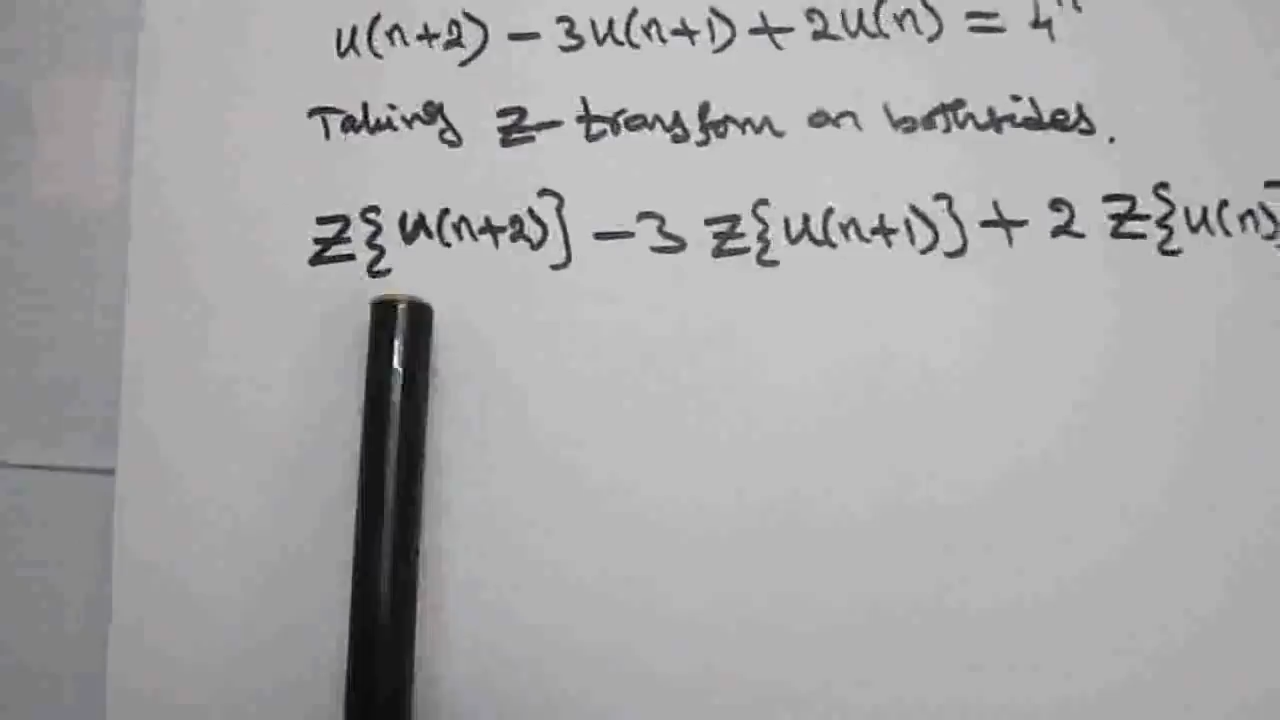 u(n+2) - 3u(n+1) + 2u(n) = 4ⁿ
Taking Z-transform on bothsides.
Z{u(n+2)} - 3 Z{u(n+1)} + 2 Z{u(n)}